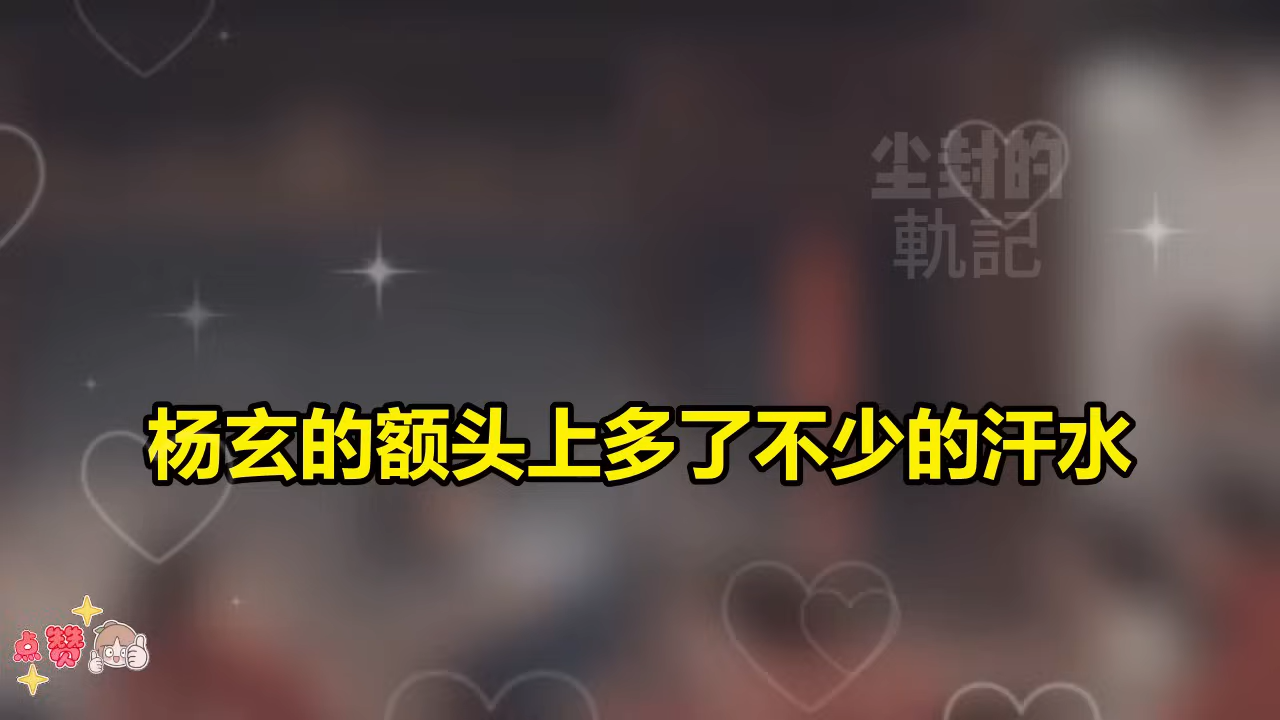 尘封的
軌記
杨玄的额头上多了不少的汗水
点赞